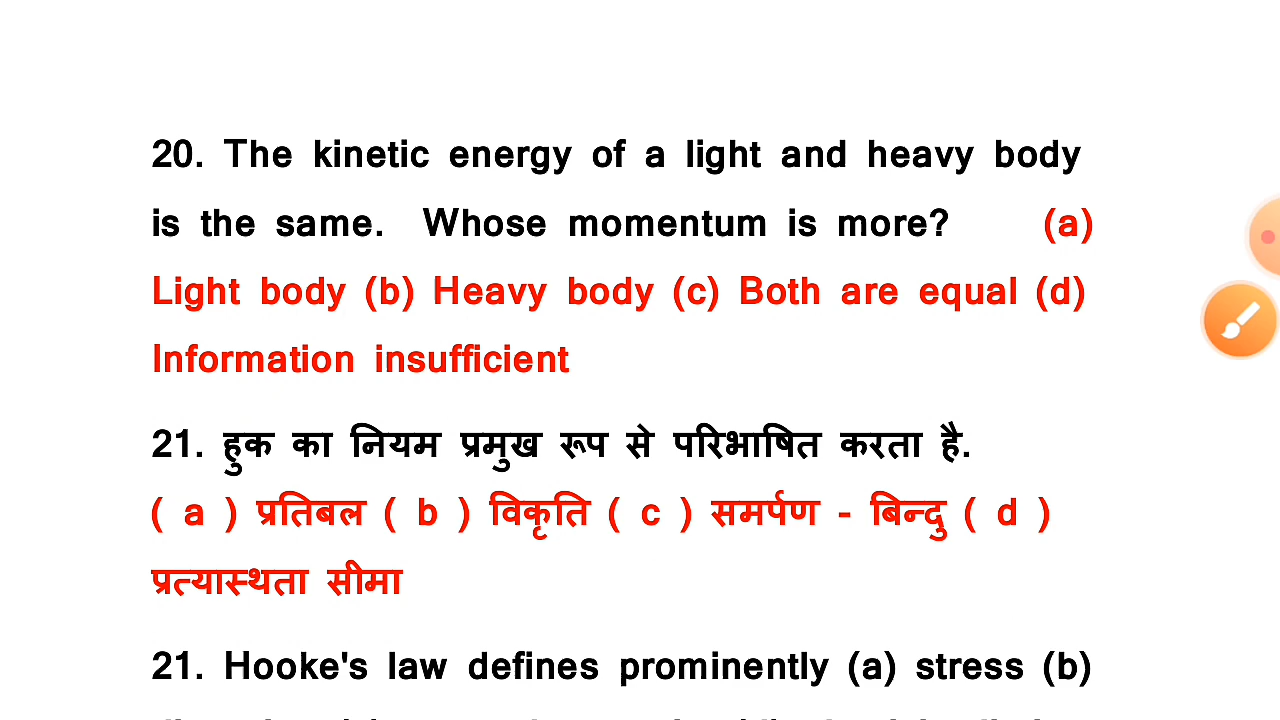 20. The kinetic energy of a light and heavy body
is the same. Whose momentum is more? (a)
Light body (b) Heavy body (c) Both are equal (d)
Information insufficient
21. हुक का नियम प्रमुख रूप से परिभाषित करता है.
( a ) प्रतिबल ( b ) विकृति ( c ) समर्पण - बिन्दु ( d )
प्रत्यास्थता सीमा
21. Hooke's law defines prominently (a) stress (b)